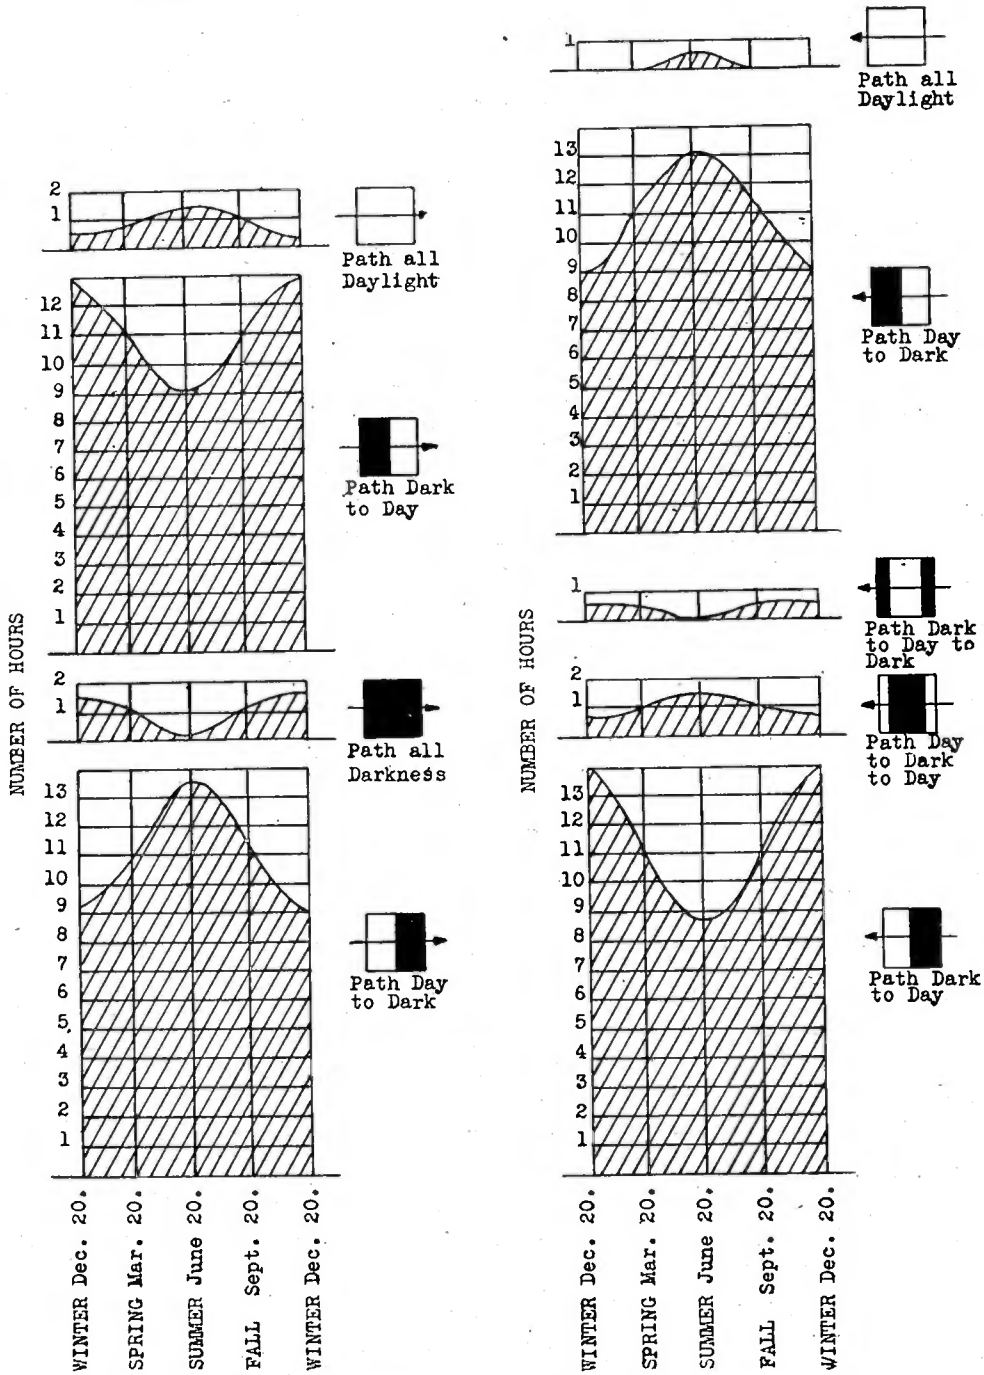 NUMBER OF HOURS
2
1
Path all
Daylight
12
11
10
9
8
7
6
5
4
3
2
1
Path Dark
to Day
2
1
Path all
Darkness
13
12
11
10
9
8
7
6
5
4
3
2
1
Path Day
to Dark
WINTER Dec. 20.
SPRING Mar. 20.
SUMMER June 20.
FALL Sept. 20.
WINTER Dec. 20.
NUMBER OF HOURS
1
Path all
Daylight
13
12
11
10
9
8
7
6
5
4
3
2
1
Path Day
to Dark
1
Path Dark
to Day to
Dark
2
1
Path Day
to Dark
to Day
13
12
11
10
9
8
7
6
5
4
3
2
1
Path Dark
to Day
WINTER Dec. 20.
SPRING Mar. 20.
SUMMER June 20.
FALL Sept. 20.
WINTER Dec. 20.